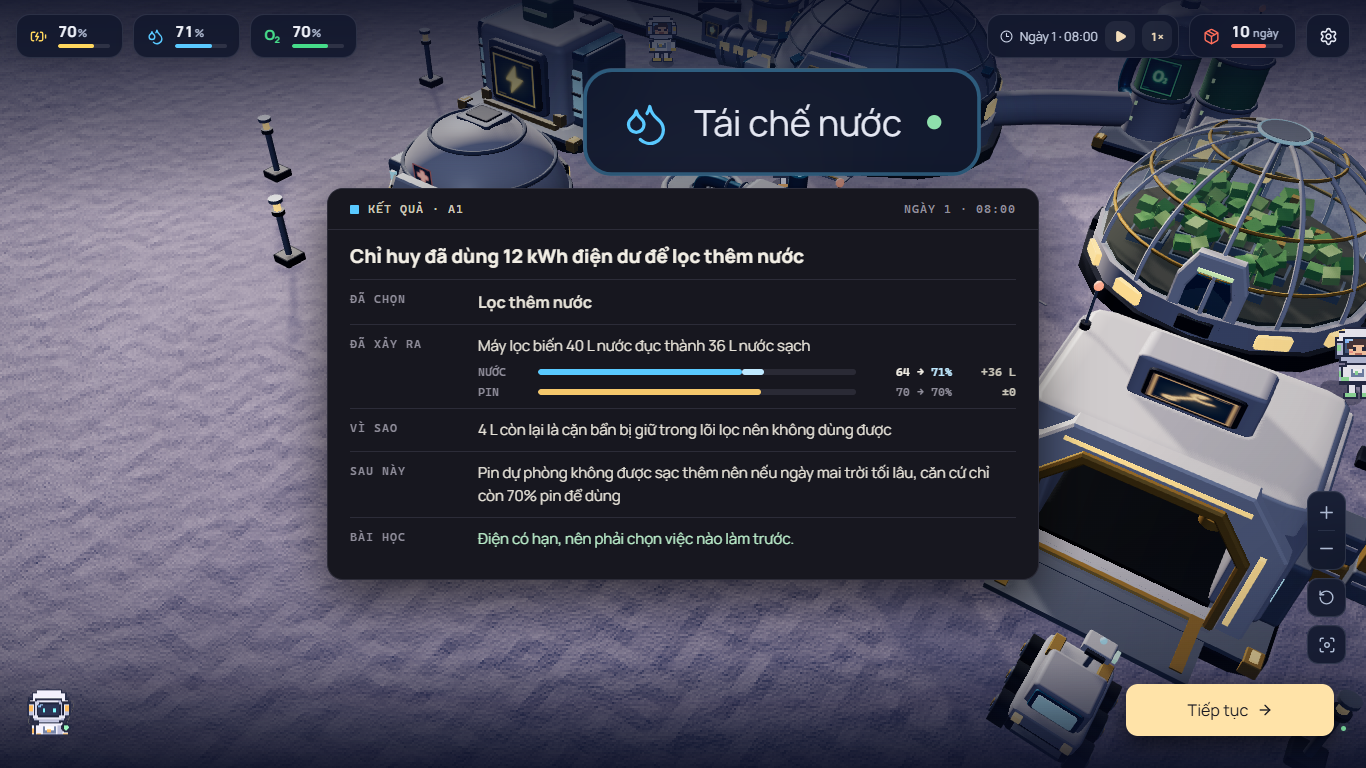 70%
71%
O₂ 70%
Ngày 1 · 08:00
1×
10 ngày
O₂
Tái chế nước
KẾT QUẢ · A1
NGÀY 1 · 08:00
Chỉ huy đã dùng 12 kWh điện dư để lọc thêm nước
ĐÃ CHỌN
Lọc thêm nước
ĐÃ XẢY RA
Máy lọc biến 40 L nước đục thành 36 L nước sạch
NƯỚC 64 → 71% +36 L
PIN 70 → 70% ±0
VÌ SAO
4 L còn lại là cặn bẩn bị giữ trong lõi lọc nên không dùng được
SAU NÀY
Pin dự phòng không được sạc thêm nên nếu ngày mai trời tối lâu, căn cứ chỉ
còn 70% pin để dùng
BÀI HỌC
Điện có hạn, nên phải chọn việc nào làm trước.
Tiếp tục →